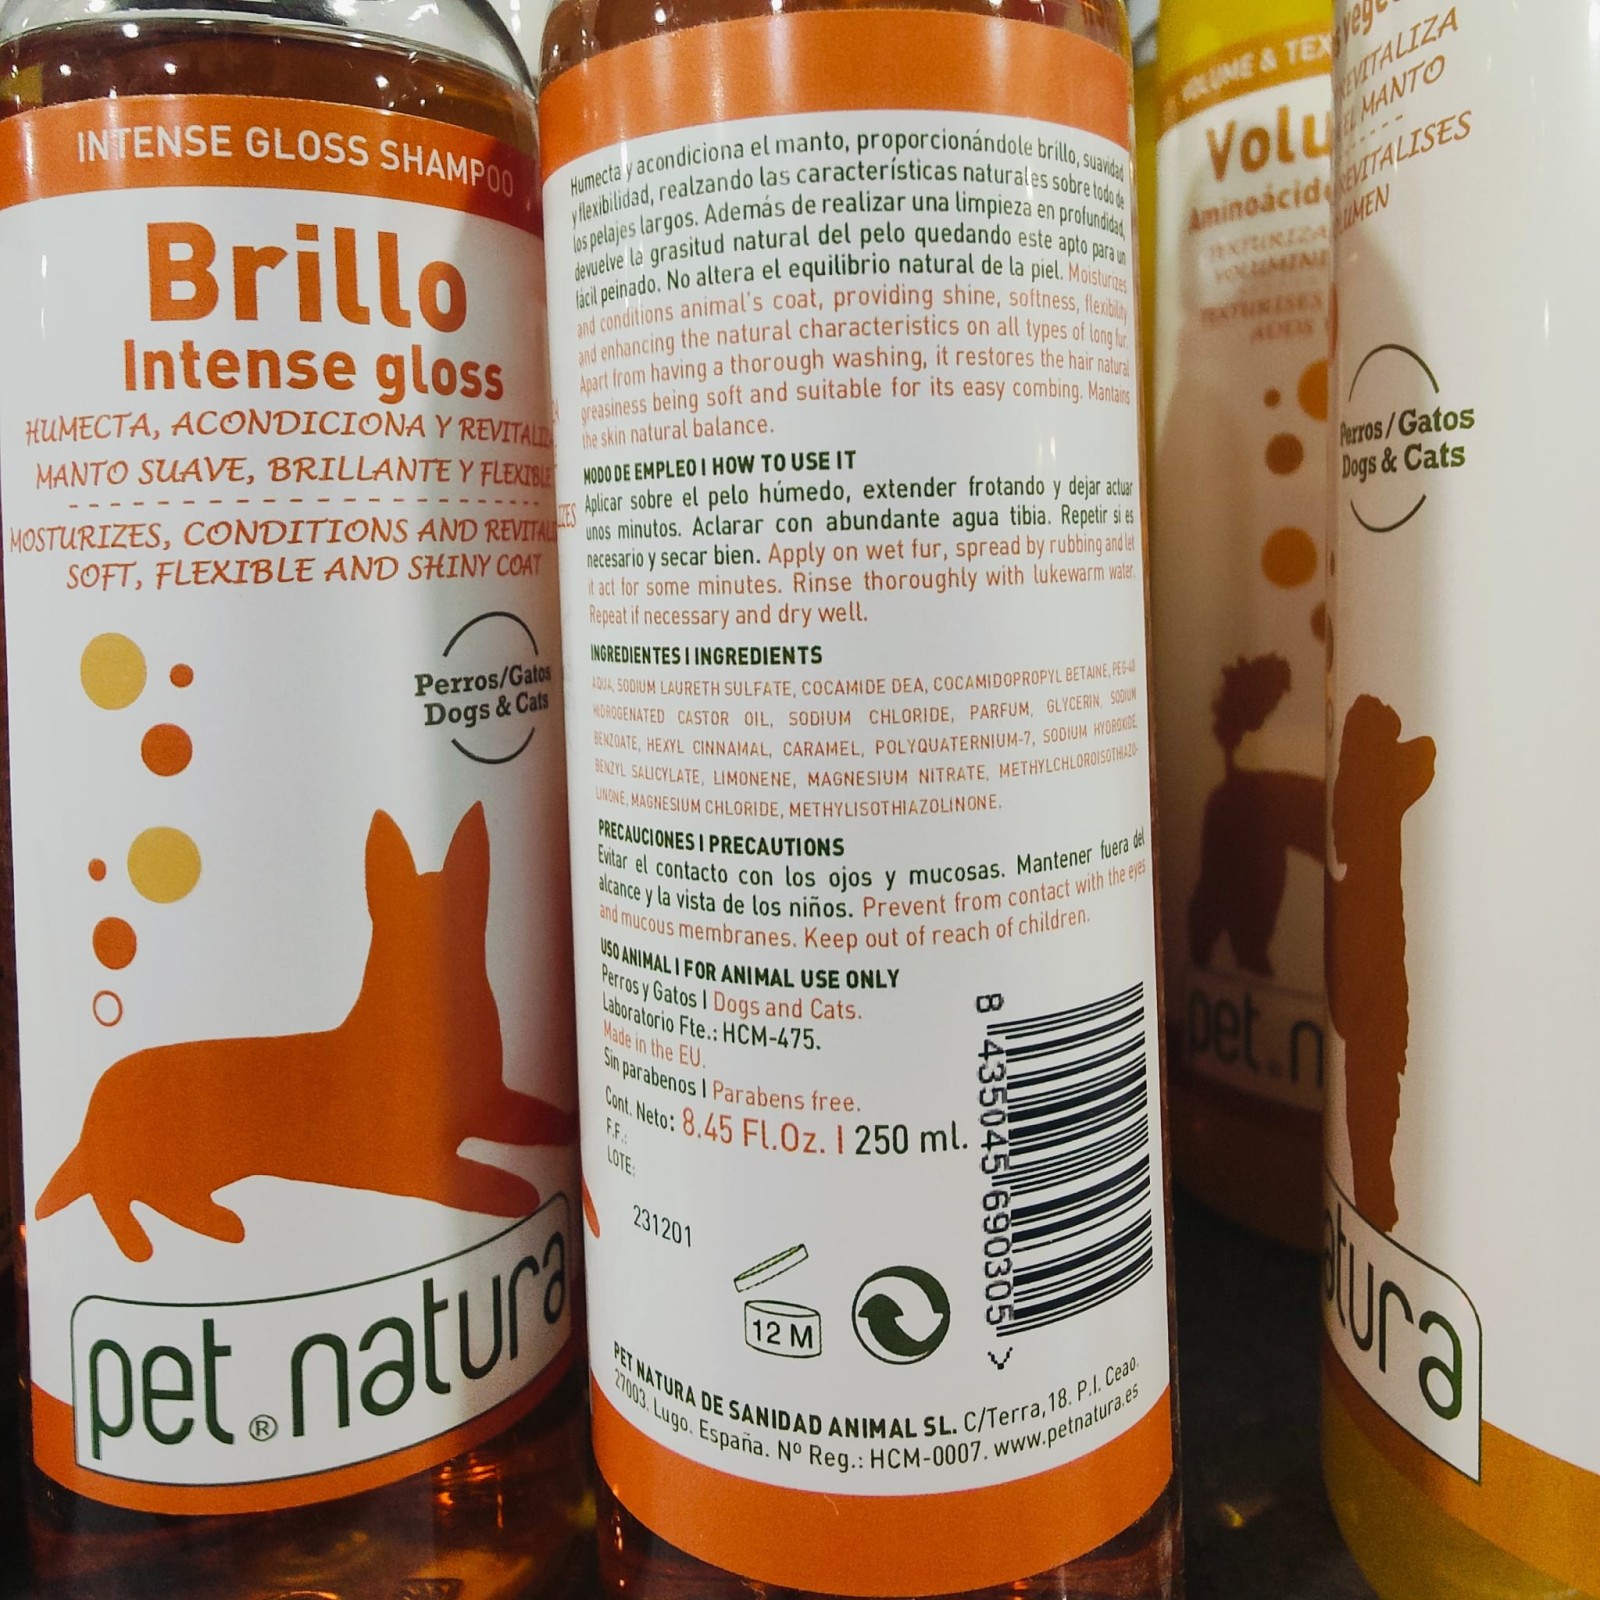 INTENSE GLOSS SHAMPOO
Brillo
Intense gloss
HUMECTA, ACONDICIONA Y
MANTO SUAVE, BRILLANTE Y FLEXIBLE
MOSTURIZES, CONDITIONS AND
SOFT, FLEXIBLE AND SHINY COAT
Perros/Gatos
Dogs & Cats
pet natura
®
Humecta y acondiciona el manto, proporcionándole brillo, suavidad
y flexibilidad, realzando las características naturales sobre todo de
los pelajes largos. Además de realizar una limpieza en profundidad,
devuelve la grasitud natural del pelo quedando este apto para un
fácil peinado. No altera el equilibrio natural de la piel. Moisturizes
and conditions animal's coat, providing shine, softness, flexibility
and enhancing the natural characteristics on all types of long fur.
Apart from having a thorough washing, it restores the hair natural
greasiness being soft and suitable for its easy combing. Mantains
the skin natural balance.
MODO DE EMPLEO | HOW TO USE IT
Aplicar sobre el pelo húmedo, extender frotando y dejar actuar
unos minutos. Aclarar con abundante agua tibia. Repetir si es
necesario y secar bien. Apply on wet fur, spread by rubbing and let
it act for some minutes. Rinse thoroughly with lukewarm water.
Repeat if necessary and dry well.
INGREDIENTES | INGREDIENTS
AQUA, SODIUM LAURETH SULFATE, COCAMIDE DEA, COCAMIDOPROPYL BETAINE, PEG-40
HIDROGENATED CASTOR OIL, SODIUM CHLORIDE, PARFUM, GLYCERIN, SODIUM
BENZOATE, HEXYL CINNAMAL, CARAMEL, POLYQUATERNIUM-7, SODIUM HYDROXIDE,
BENZYL SALICYLATE, LIMONENE, MAGNESIUM NITRATE, METHYLCHLOROISOTHIAZO-
LINONE, MAGNESIUM CHLORIDE, METHYLISOTHIAZOLINONE.
PRECAUCIONES | PRECAUTIONS
Evitar el contacto con los ojos y mucosas. Mantener fuera del
alcance y la vista de los niños. Prevent from contact with the eyes
and mucous membranes. Keep out of reach of children.
USO ANIMAL | FOR ANIMAL USE ONLY
Perros y Gatos | Dogs and Cats.
Laboratorio Fte.: HCM-475.
Made in the EU.
Sin parabenos | Parabens free.
Cont. Neto: 8.45 Fl.Oz. | 250 ml.
F.F.:
LOTE:
231201
12 M
8 435045 690305 >
PET NATURA DE SANIDAD ANIMAL SL. C/Terra,18. P.I. Ceao.
27003. Lugo. España. Nº Reg.: HCM-0007. www.petnatura.es
VOLUME &
Volu
pet n
REVITALIZA
EL MANTO
REVITALISES
Perros/Gatos
Dogs & Cats
atura